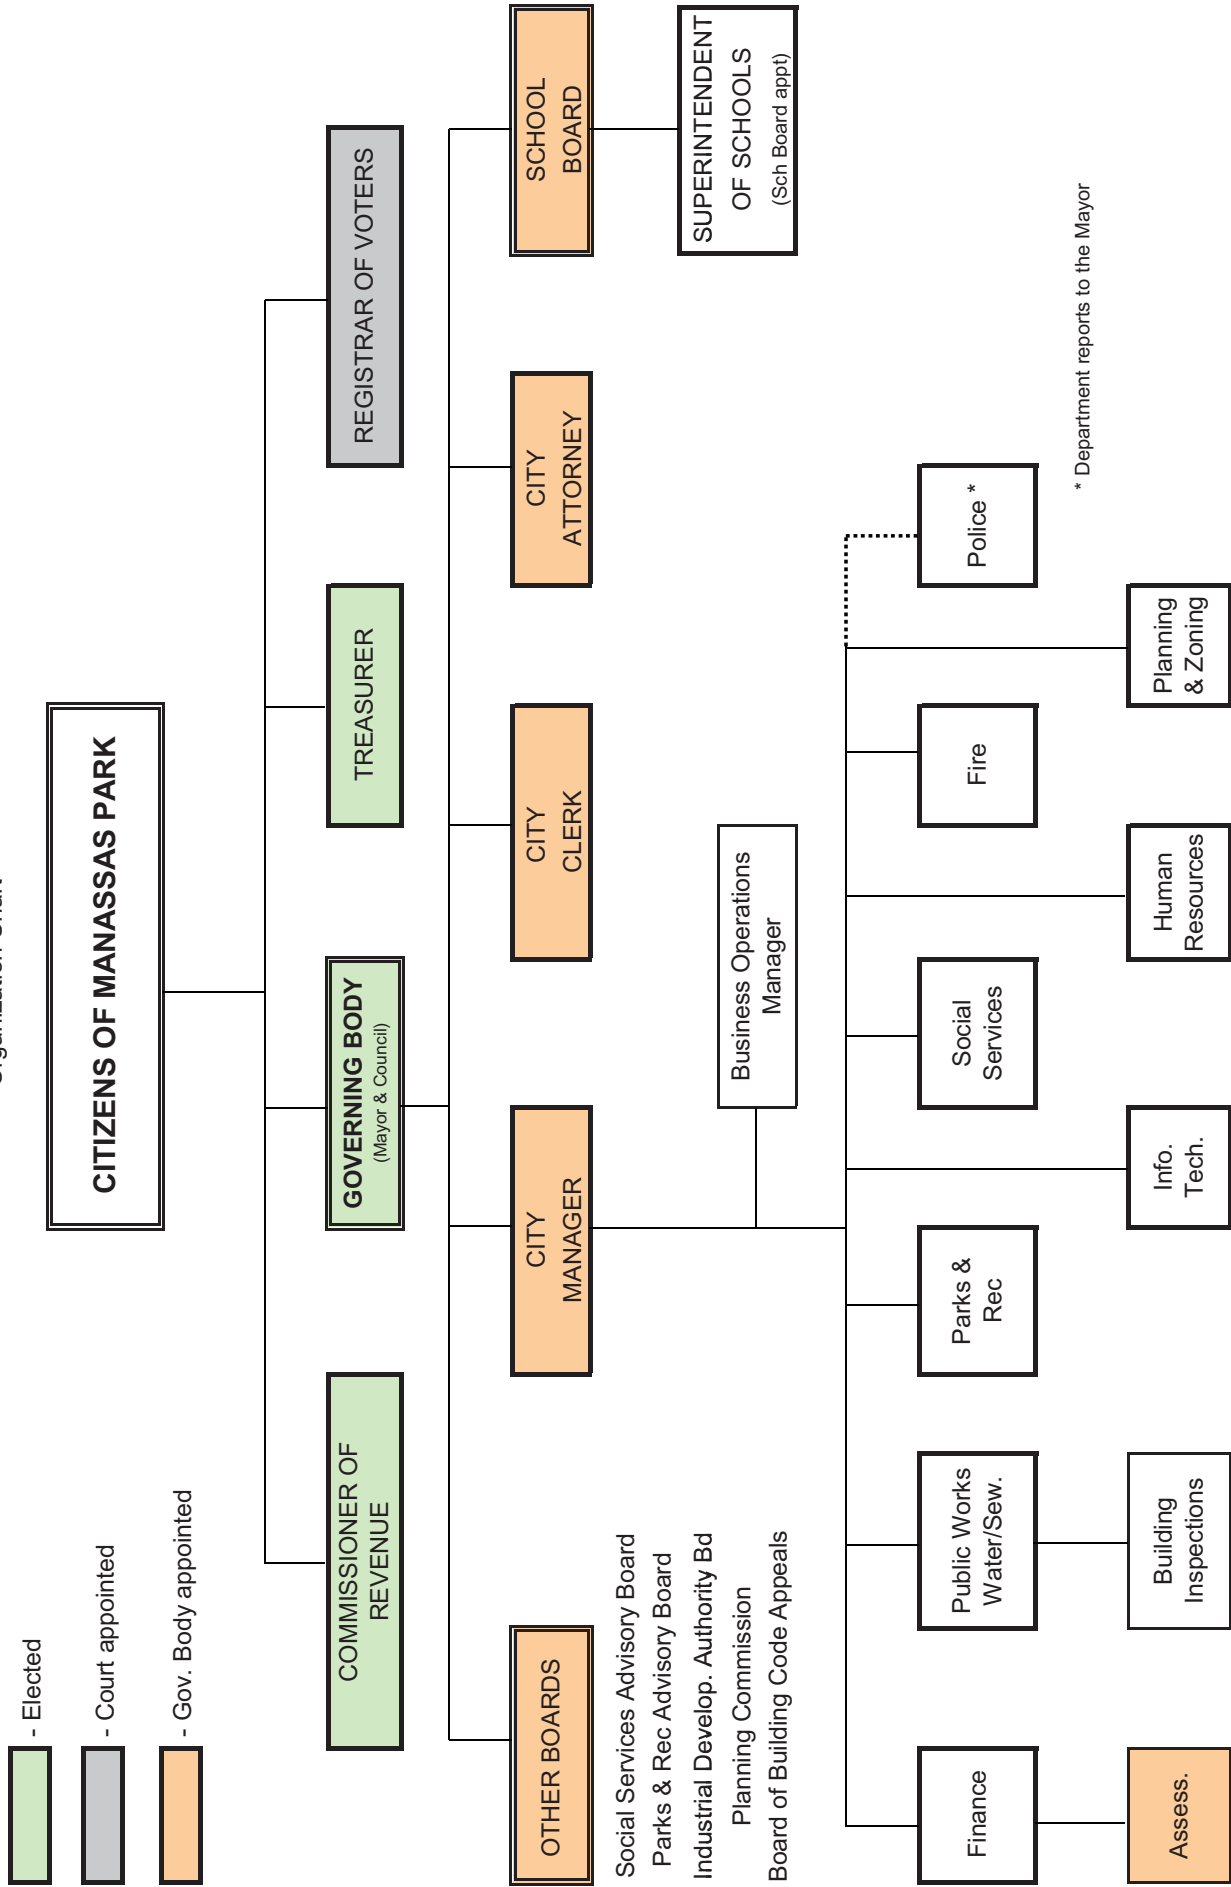 Organization Chart
- Elected
- Court appointed
- Gov. Body appointed
CITIZENS OF MANASSAS PARK
COMMISSIONER OF
REVENUE
GOVERNING BODY
(Mayor & Council)
TREASURER
REGISTRAR OF VOTERS
OTHER BOARDS
Social Services Advisory Board
Parks & Rec Advisory Board
Industrial Develop. Authority Bd
Planning Commission
Board of Building Code Appeals
CITY
MANAGER
CITY
CLERK
CITY
ATTORNEY
SCHOOL
BOARD
SUPERINTENDENT
OF SCHOOLS
(Sch Board appt)
Business Operations
Manager
Finance
Public Works
Water/Sew.
Parks &
Rec
Social
Services
Fire
Police *
Assess.
Building
Inspections
Info.
Tech.
Human
Resources
Planning
& Zoning
* Department reports to the Mayor